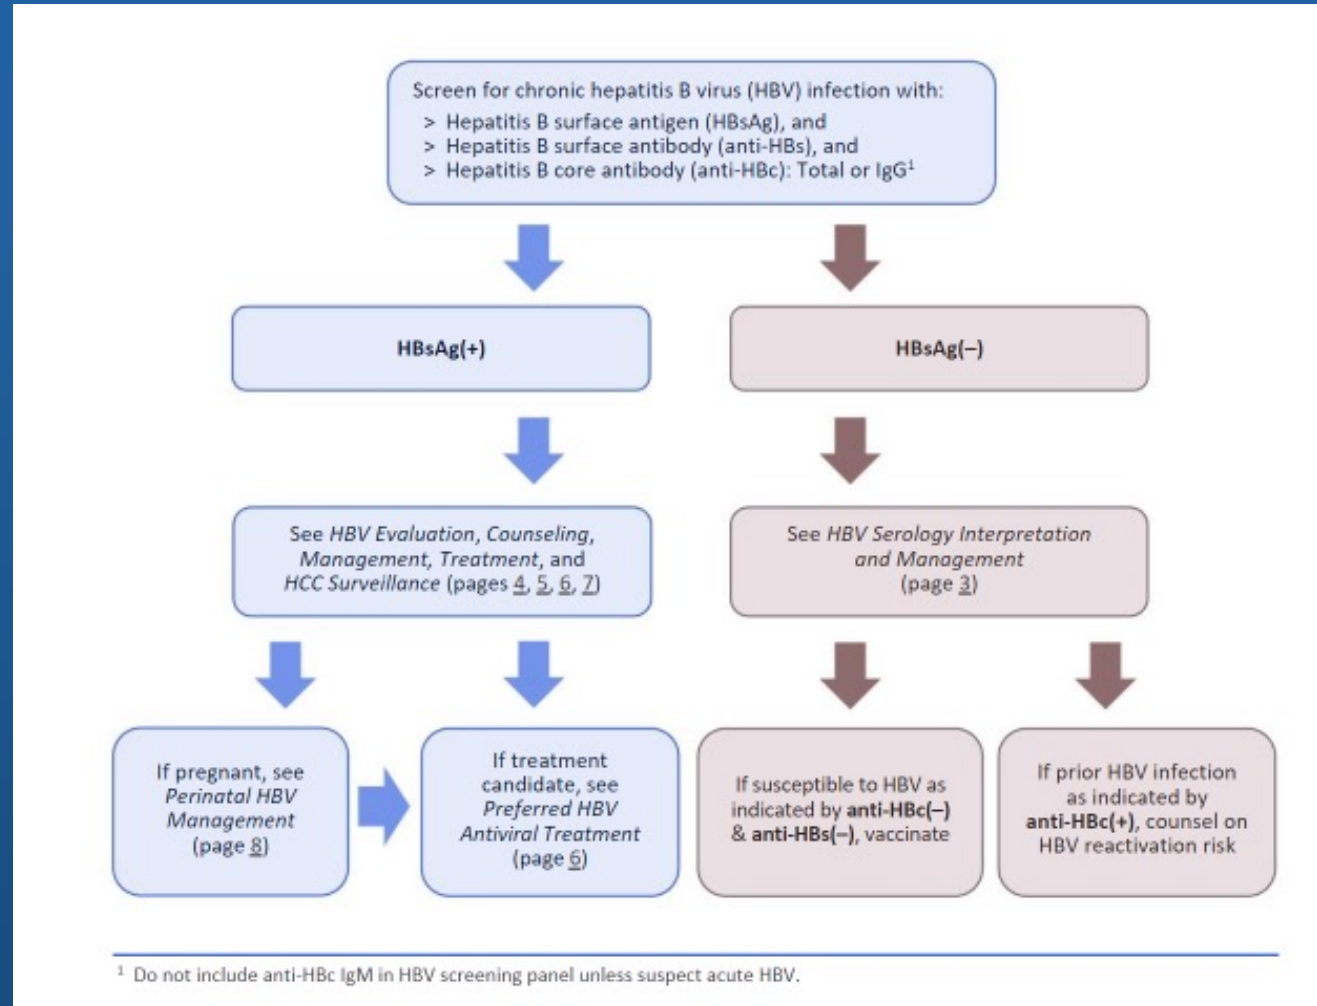 Screen for chronic hepatitis B virus (HBV) infection with:
> Hepatitis B surface antigen (HBsAg), and
> Hepatitis B surface antibody (anti-HBs), and
> Hepatitis B core antibody (anti-HBc): Total or IgG¹
HBsAg(+)
HBsAg(–)
See HBV Evaluation, Counseling,
Management, Treatment, and
HCC Surveillance (pages 4, 5, 6, 7)
See HBV Serology Interpretation
and Management
(page 3)
If pregnant, see
Perinatal HBV
Management
(page 8)
If treatment
candidate, see
Preferred HBV
Antiviral Treatment
(page 6)
If susceptible to HBV as
indicated by anti-HBc(–)
& anti-HBs(–), vaccinate
If prior HBV infection
as indicated by
anti-HBc(+), counsel on
HBV reactivation risk
¹ Do not include anti-HBc IgM in HBV screening panel unless suspect acute HBV.